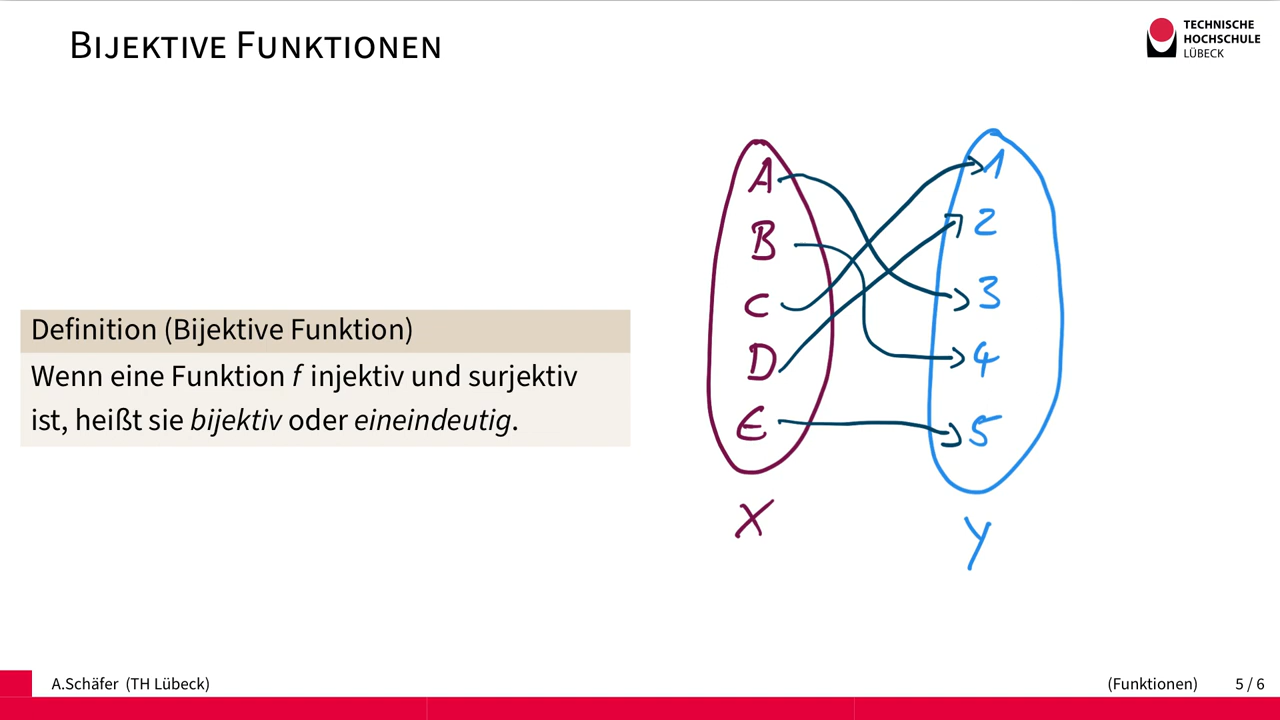 Bijektive Funktionen
TECHNISCHE
HOCHSCHULE
LÜBECK
Definition (Bijektive Funktion)
Wenn eine Funktion f injektiv und surjektiv
ist, heißt sie bijektiv oder eineindeutig.
A
B
C
D
E
X
1
2
3
4
5
Y
A.Schäfer (TH Lübeck)
(Funktionen)
5 / 6